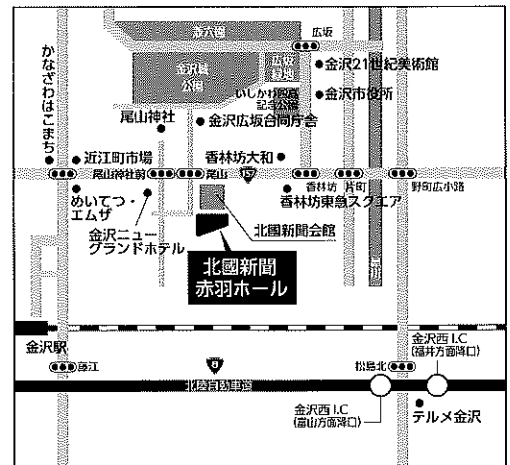 兼六園
広坂
かなざわはこまち
金沢城
公園
広坂
緑地
金沢21世紀美術館
いしかわ四高
記念公園
金沢市役所
尾山神社
金沢広坂合同庁舎
近江町市場
香林坊大和
尾山神社前
尾山
157
香林坊
片町
野町広小路
めいてつ・
エムザ
香林坊東急スクエア
金沢ニュー
グランドホテル
北國新聞会館
北國新聞
赤羽ホール
金沢駅
金沢西 I.C
(福井方面降口)
藤江
8
松島北
北陸自動車道
金沢西 I.C
(富山方面降口)
テルメ金沢